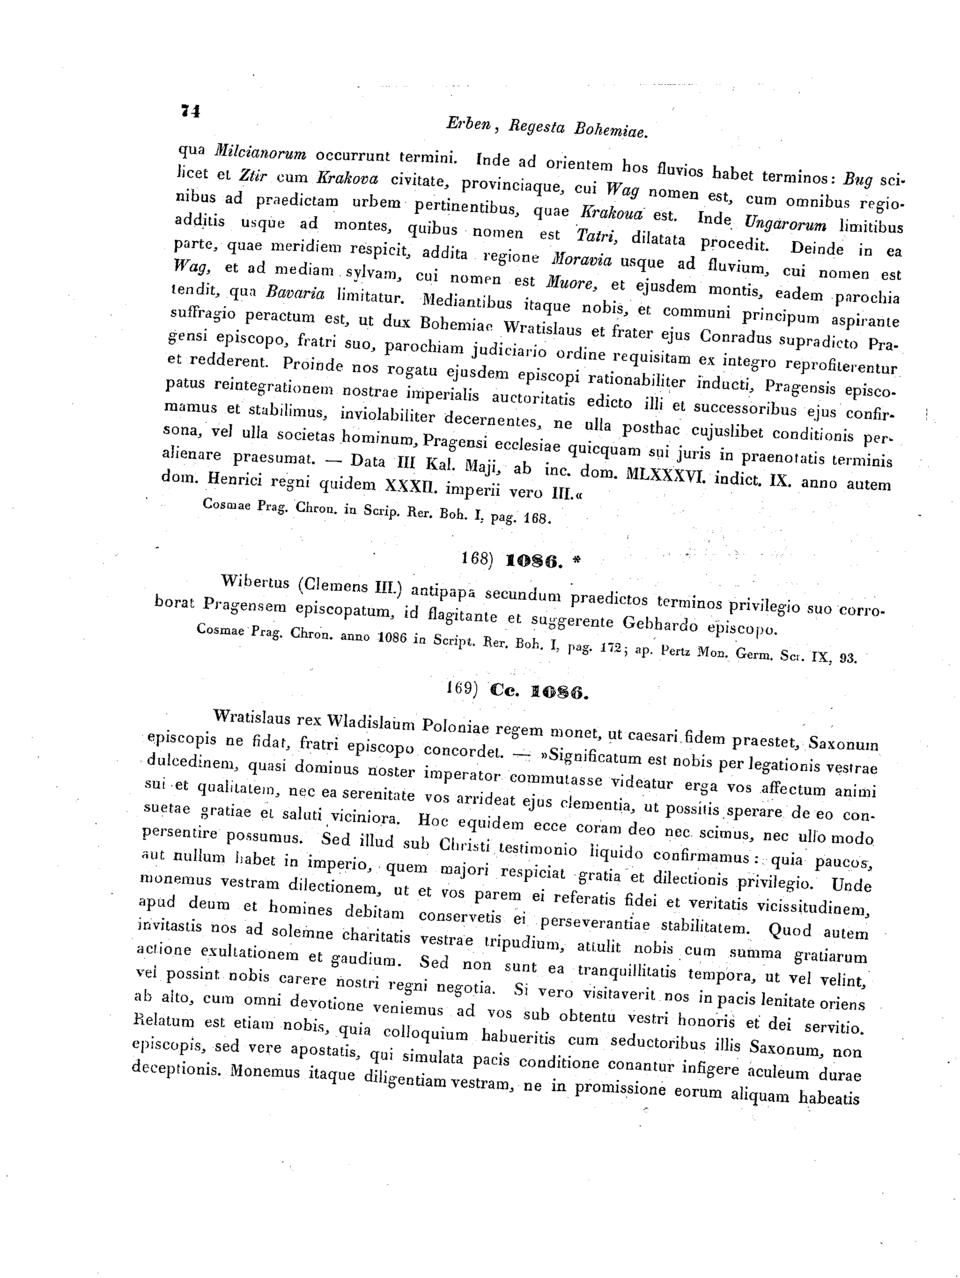 74
Erben, Regesta Bohemiae.
qua Milcianorum occurrunt termini. Inde ad orientem hos fluvios habet terminos: Bug sci-
licet et Ztir cum Krakova civitate, provinciaque, cui Wag nomen est, cum omnibus regio-
nibus ad praedictam urbem pertinentibus, quae Krakoua est. Inde Ungarorum limitibus
additis usque ad montes, quibus nomen est Tatri, dilatata procedit. Deinde in ea
parte, quae meridiem respicit, addita regione Moravia usque ad fluvium, cui nomen est
Wag, et ad mediam sylvam, cui nomen est Muore, et ejusdem montis, eadem parochia
tendit, qua Bavaria limitatur. Mediantibus itaque nobis, et communi principum aspirante
suffragio peractum est, ut dux Bohemiae Wratislaus et frater ejus Conradus supradicto Pra-
gensi episcopo, fratri suo, parochiam judiciario ordine requisitam ex integro reprofiterentur
et redderent. Proinde nos rogatu ejusdem episcopi rationabiliter inducti, Pragensis episco-
patus reintegrationem nostrae imperialis auctoritatis edicto illi et successoribus ejus confir-
mamus et stabilimus, inviolabiliter decernentes, ne ulla posthac cujuslibet conditionis per-
sona, vel ulla societas hominum, Pragensi ecclesiae quicquam sui juris in praenotatis terminis
alienare praesumat. — Data III Kal. Maji, ab inc. dom. MLXXXVI. indict. IX. anno autem
dom. Henrici regni quidem XXXII. imperii vero III.«
Cosmae Prag. Chron. in Scrip. Rer. Boh. I, pag. 168.
168) 1086. *
Wibertus (Clemens III.) antipapa secundum praedictos terminos privilegio suo corro-
borat Pragensem episcopatum, id flagitante et suggerente Gebhardo episcopo.
Cosmae Prag. Chron. anno 1086 in Script. Rer. Boh. I, pag. 172; ap. Pertz Mon. Germ. Scr. IX, 93.
169) Cc. 1086.
Wratislaus rex Wladislaum Poloniae regem monet, ut caesari fidem praestet, Saxonum
episcopis ne fidat, fratri episcopo concordet. — »Significatum est nobis per legationis vestrae
dulcedinem, quasi dominus noster imperator commutasse videatur erga vos affectum animi
sui et qualitatem, nec ea serenitate vos arrideat ejus clementia, ut possitis sperare de eo con-
suetae gratiae et saluti viciniora. Hoc equidem ecce coram deo nec scimus, nec ullo modo
persentire possumus. Sed illud sub Christi testimonio liquido confirmamus: quia paucos,
aut nullum habet in imperio, quem majori respiciat gratia et dilectionis privilegio. Unde
monemus vestram dilectionem, ut et vos parem ei referatis fidei et veritatis vicissitudinem,
apud deum et homines debitam conservetis ei perseverantiae stabilitatem. Quod autem
invitastis nos ad solemne charitatis vestrae tripudium, attulit nobis cum summa gratiarum
actione exultationem et gaudium. Sed non sunt ea tranquillitatis tempora, ut vel velint,
vel possint nobis carere nostri regni negotia. Si vero visitaverit nos in pacis lenitate oriens
ab alto, cum omni devotione veniemus ad vos sub obtentu vestri honoris et dei servitio.
Relatum est etiam nobis, quia colloquium habueritis cum seductoribus illis Saxonum, non
episcopis, sed vere apostatis, qui simulata pacis conditione conantur infigere aculeum durae
deceptionis. Monemus itaque diligentiam vestram, ne in promissione eorum aliquam habeatis